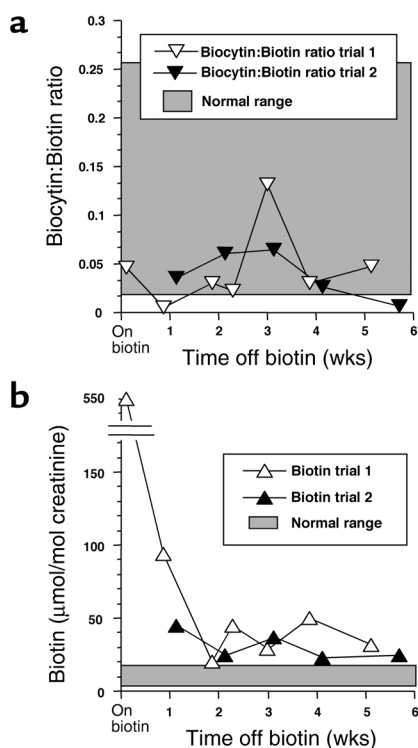 a
0.3
0.25
0.2
0.15
0.1
0.05
0
Biocytin:Biotin ratio
Biocytin:Biotin ratio trial 1
Biocytin:Biotin ratio trial 2
Normal range
On
biotin
1 2 3 4 5 6
Time off biotin (wks)
b
550
150
100
50
0
Biotin (μmol/mol creatinine)
Biotin trial 1
Biotin trial 2
Normal range
On
biotin
1 2 3 4 5 6
Time off biotin (wks)